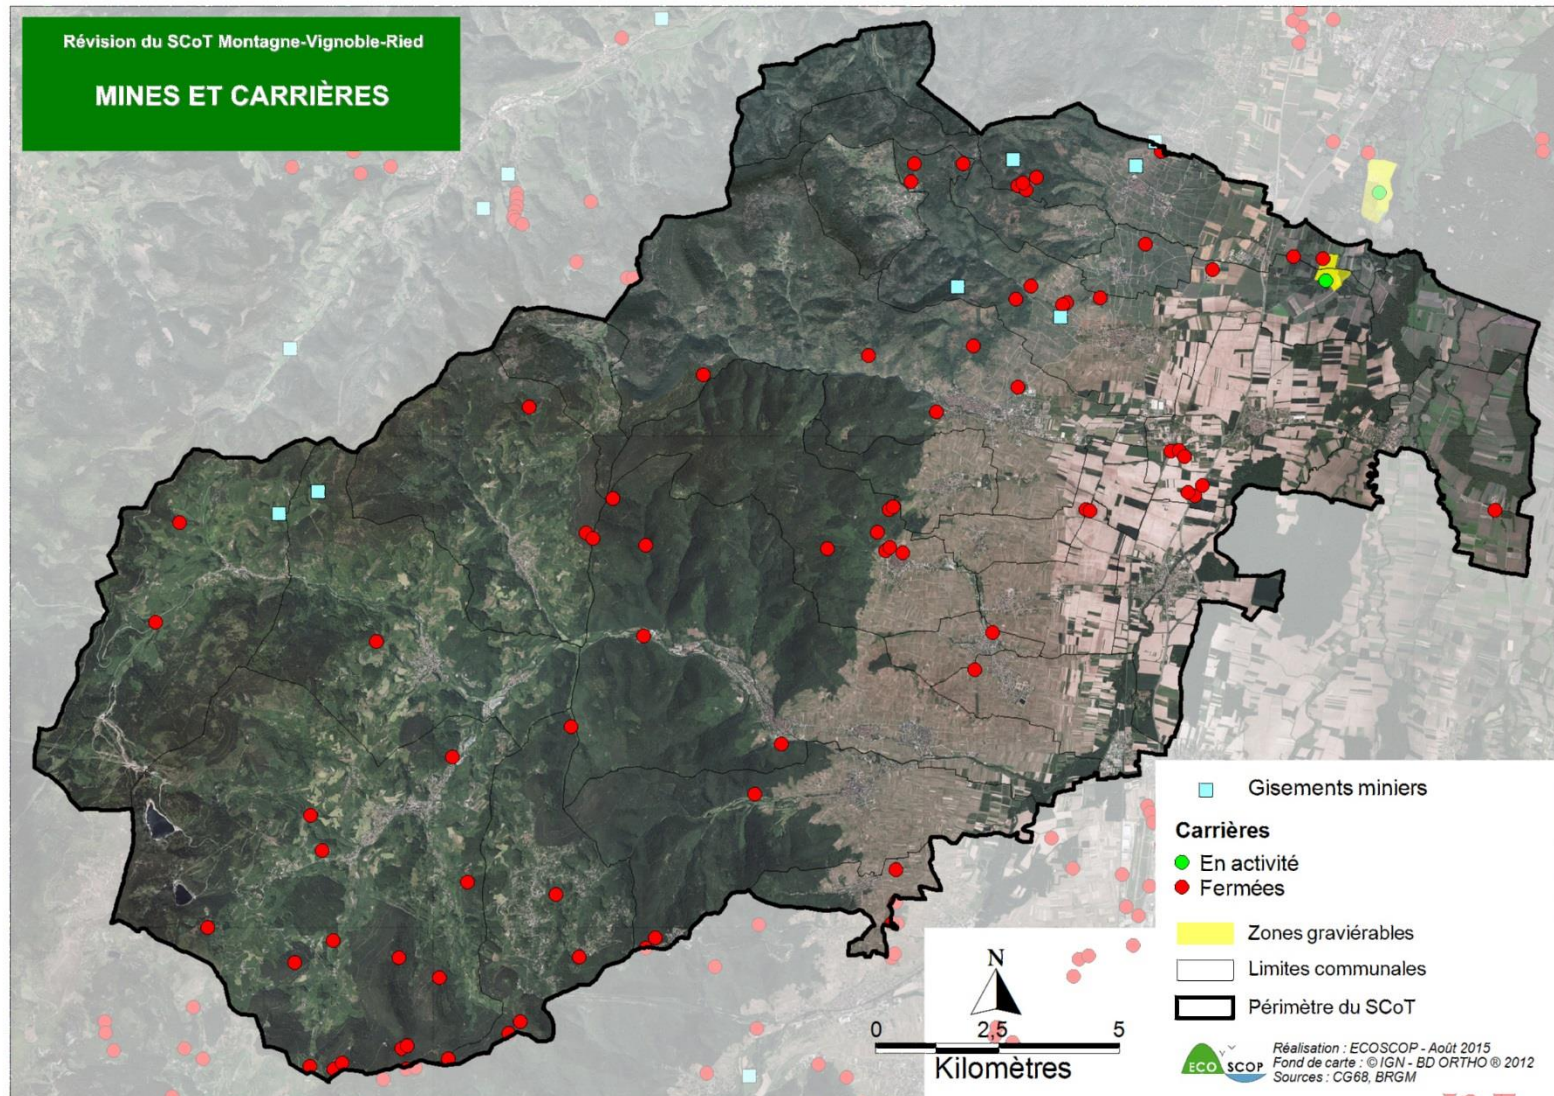 Révision du SCoT Montagne-Vignoble-Ried
MINES ET CARRIÈRES
Gisements miniers
Carrières
En activité
Fermées
Zones graviérables
Limites communales
Périmètre du SCoT
N
0 2,5 5
Kilomètres
ECO SCOP
Réalisation : ECOSCOP - Août 2015
Fond de carte : © IGN - BD ORTHO ® 2012
Sources : CG68, BRGM